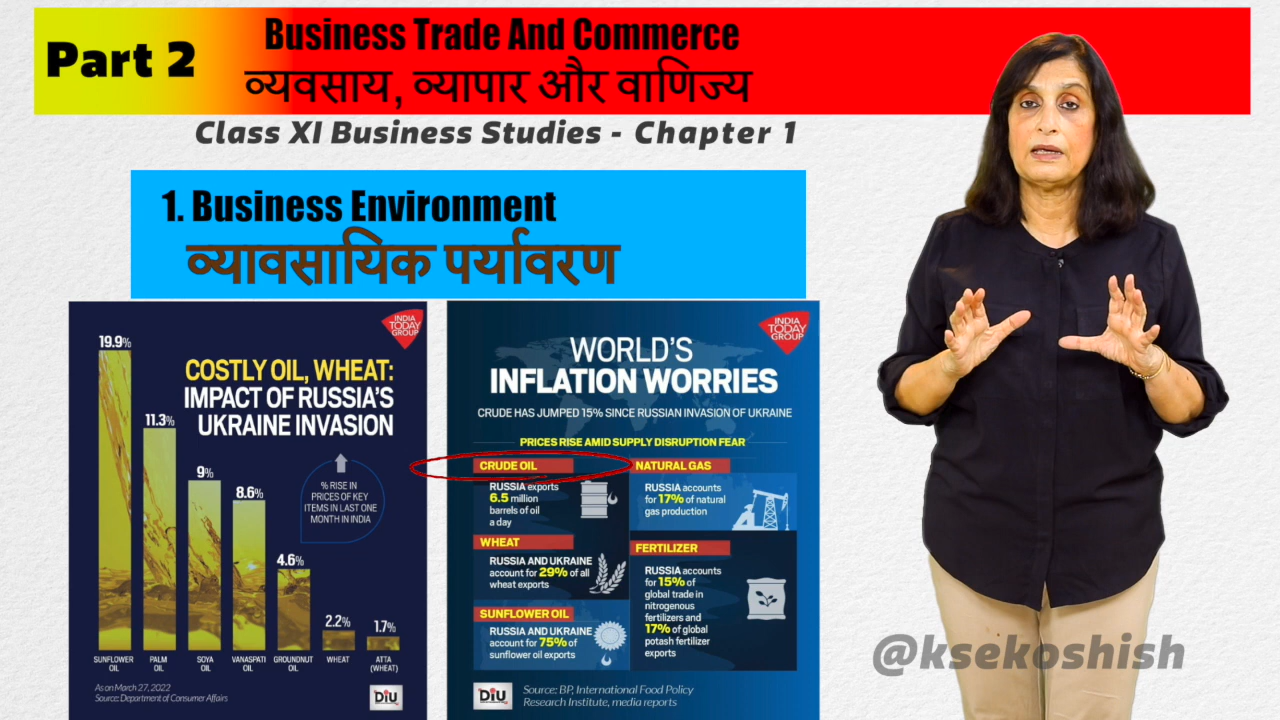 Part 2
Business Trade And Commerce
व्यवसाय, व्यापार और वाणिज्य
Class XI Business Studies - Chapter 1
1. Business Environment
व्यावसायिक पर्यावरण
INDIA
TODAY
GROUP
COSTLY OIL, WHEAT:
IMPACT OF RUSSIA'S
UKRAINE INVASION
% RISE IN
PRICES OF KEY
ITEMS IN LAST ONE
MONTH IN INDIA
19.9%
11.3%
9%
8.6%
4.6%
2.2%
1.7%
SUNFLOWER
OIL
PALM
OIL
SOYA
OIL
VANASPATI
OIL
GROUNDNUT
OIL
WHEAT
ATTA
(WHEAT)
As on March 27, 2022
Source: Department of Consumer Affairs
DiU
INDIA
TODAY
GROUP
WORLD'S
INFLATION WORRIES
CRUDE HAS JUMPED 15% SINCE RUSSIAN INVASION OF UKRAINE
PRICES RISE AMID SUPPLY DISRUPTION FEAR
CRUDE OIL
RUSSIA exports
6.5 million
barrels of oil
a day
WHEAT
RUSSIA AND UKRAINE
account for 29% of all
wheat exports
SUNFLOWER OIL
RUSSIA AND UKRAINE
account for 75% of
sunflower oil exports
NATURAL GAS
RUSSIA accounts
for 17% of natural
gas production
FERTILIZER
RUSSIA accounts
for 15% of
global trade in
nitrogenous
fertilizers and
17% of global
potash fertilizer
exports
DiU
Source: BP, International Food Policy
Research Institute, media reports
@ksekoshish